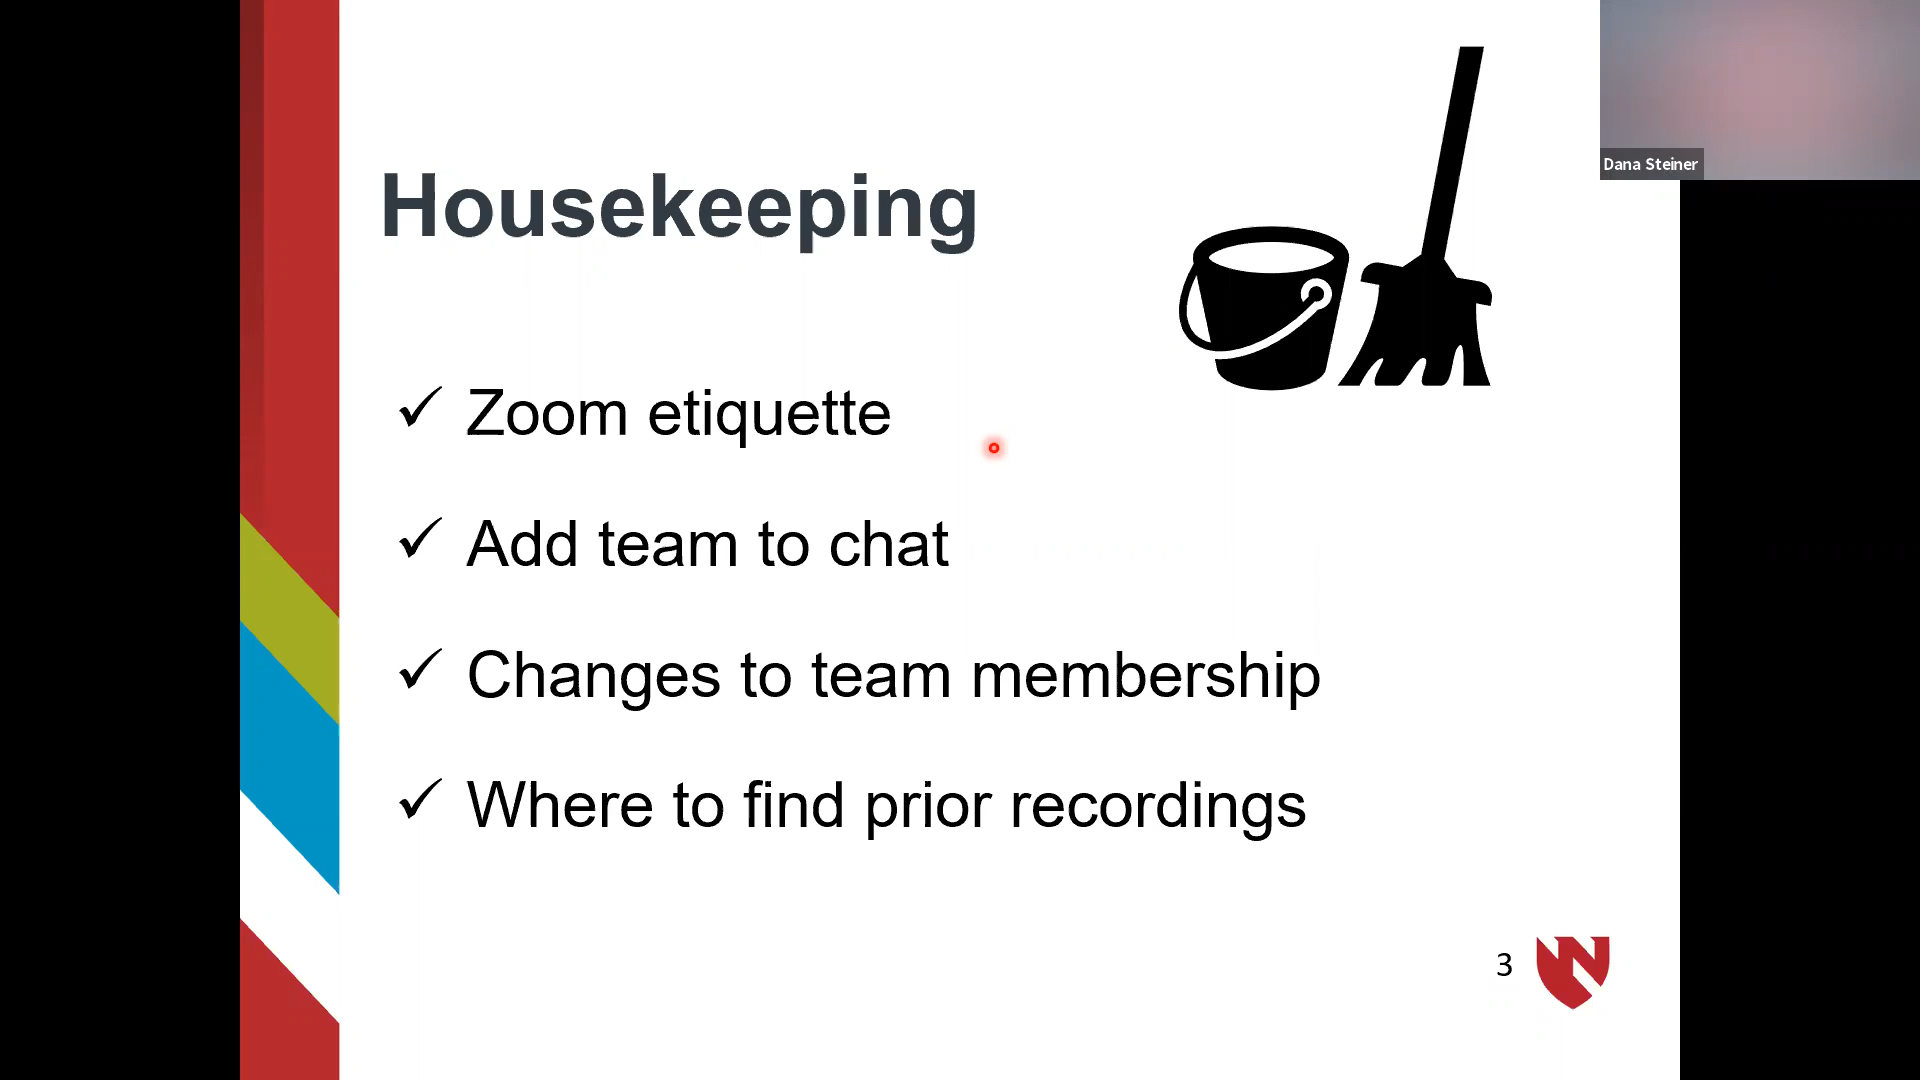 Dana Steiner
Housekeeping
✓ Zoom etiquette
✓ Add team to chat
✓ Changes to team membership
✓ Where to find prior recordings
3